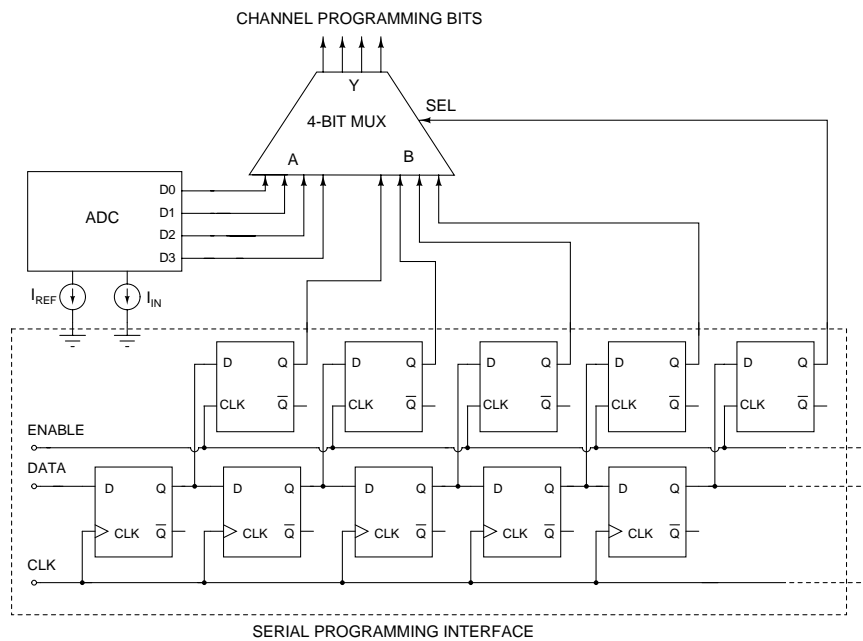 CHANNEL PROGRAMMING BITS
Y
SEL
4-BIT MUX
A
B
D0
D1
ADC
D2
D3
IREF
IIN
D Q
D Q
D Q
D Q
D Q
CLK Q
CLK Q
CLK Q
CLK Q
CLK Q
ENABLE
DATA
D Q
D Q
D Q
D Q
D Q
CLK Q
CLK Q
CLK Q
CLK Q
CLK Q
CLK
SERIAL PROGRAMMING INTERFACE